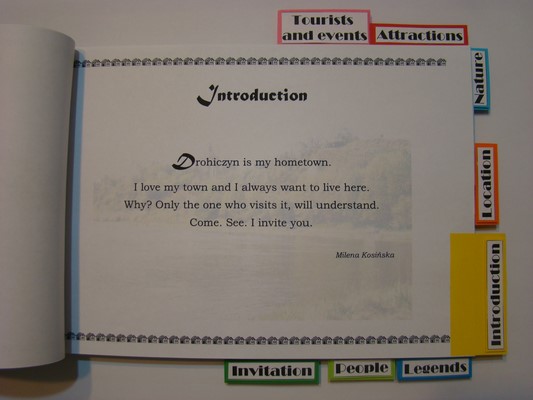 Tourists
and events
Attractions
Nature
Location
Introduction
Introduction
Drohiczyn is my hometown.
I love my town and I always want to live here.
Why? Only the one who visits it, will understand.
Come. See. I invite you.
Milena Kosińska
Invitation
People
Legends